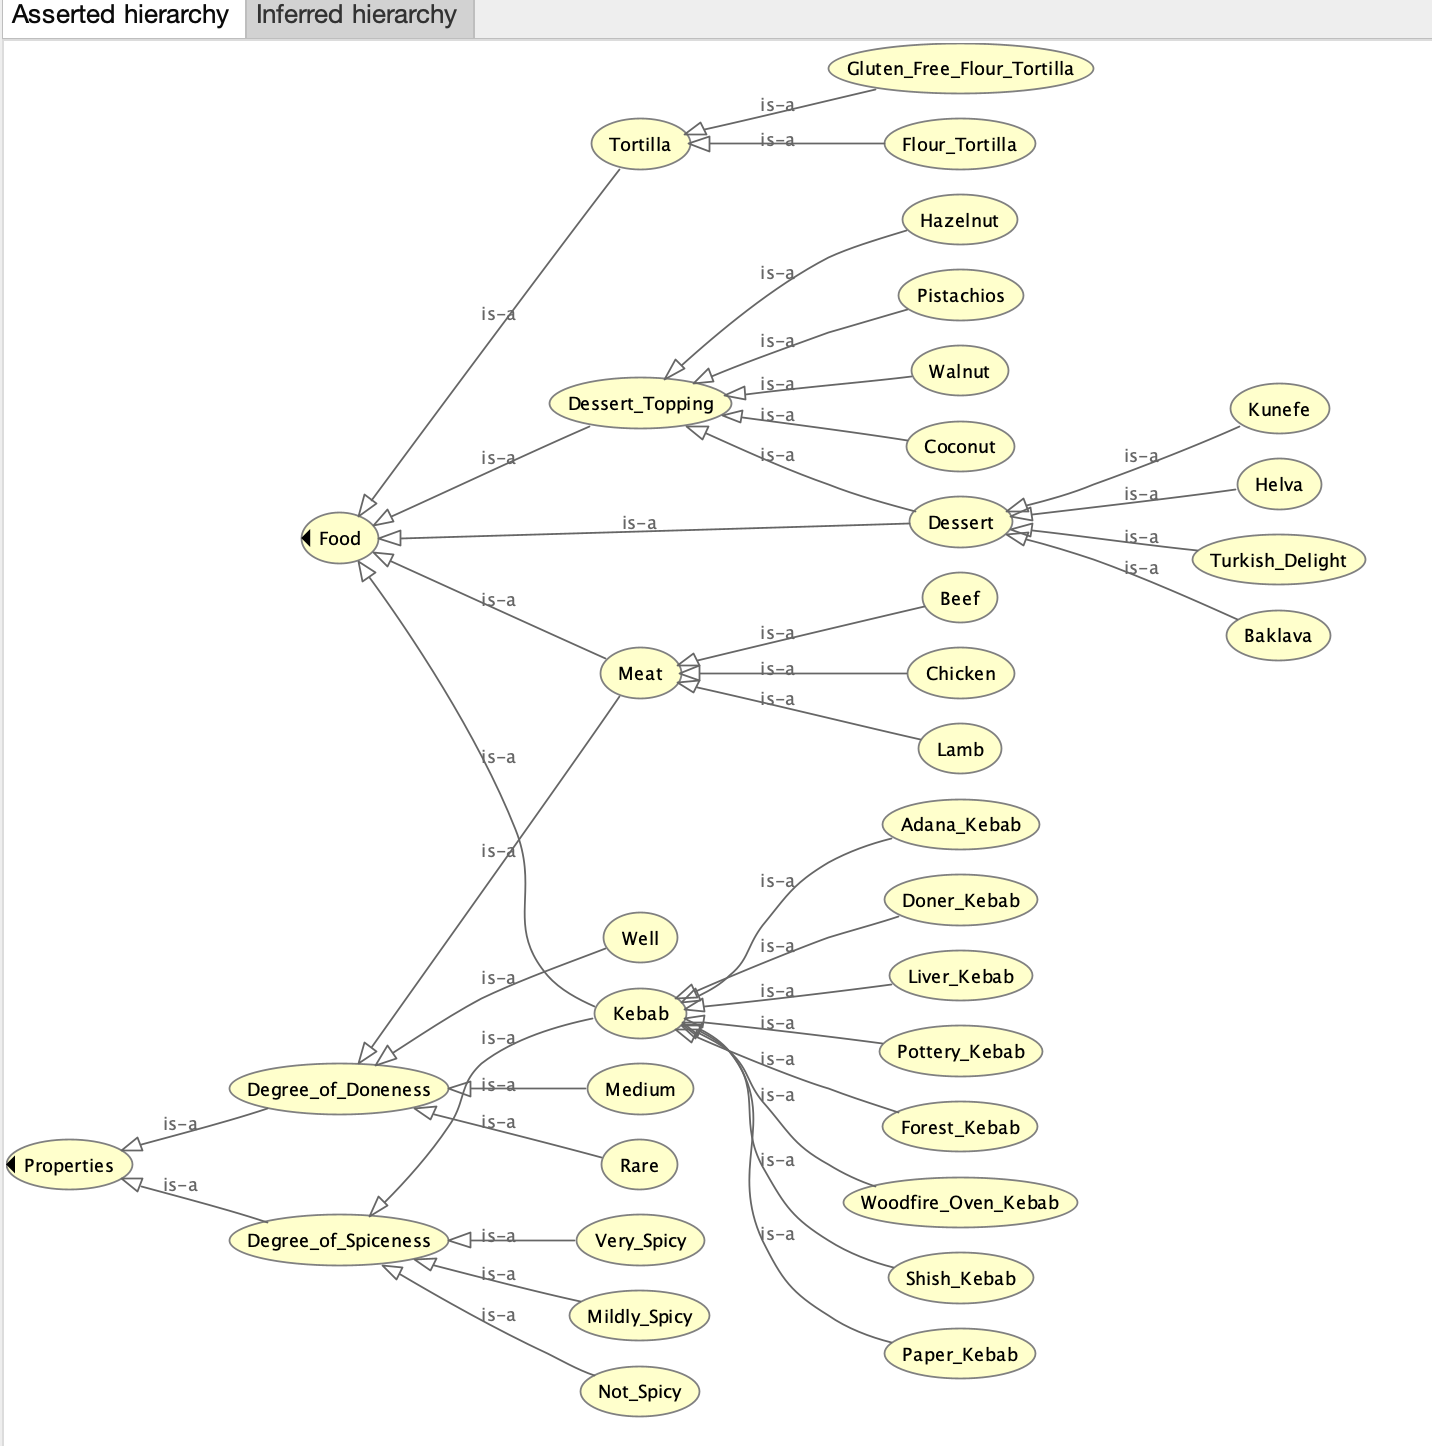 Asserted hierarchy
Inferred hierarchy
Gluten_Free_Flour_Tortilla
is-a
Tortilla
is-a
Flour_Tortilla
Hazelnut
is-a
Pistachios
is-a
is-a
Walnut
is-a
Dessert_Topping
is-a
Kunefe
Coconut
is-a
is-a
is-a
Helva
is-a
Dessert
is-a
Food
is-a
Turkish_Delight
is-a
Beef
is-a
is-a
Baklava
Meat
is-a
Chicken
is-a
Lamb
is-a
Adana_Kebab
is-a
is-a
Doner_Kebab
Well
is-a
is-a
Liver_Kebab
is-a
Kebab
is-a
is-a
Pottery_Kebab
is-a
Degree_of_Doneness
is-a
Medium
is-a
is-a
is-a
Forest_Kebab
Properties
Rare
is-a
is-a
Woodfire_Oven_Kebab
Degree_of_Spiceness
is-a
Very_Spicy
is-a
is-a
Shish_Kebab
is-a
Mildly_Spicy
Paper_Kebab
Not_Spicy